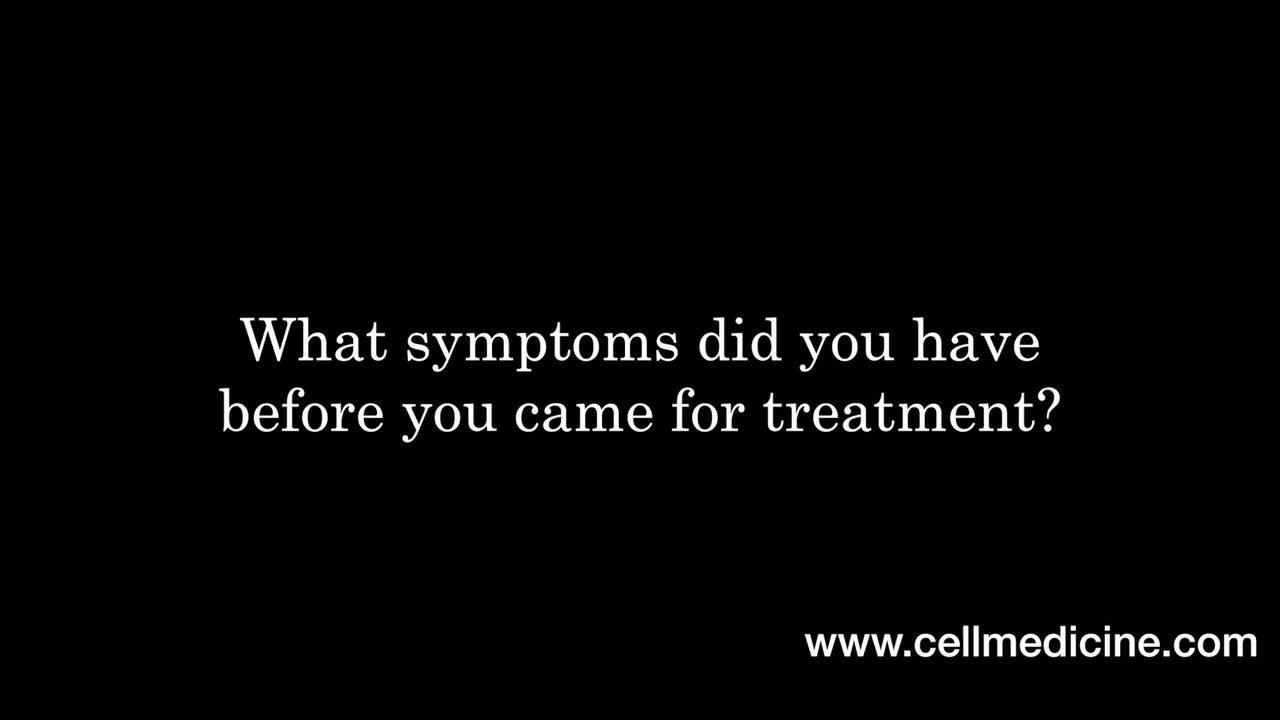 What symptoms did you have
before you came for treatment?
www.cellmedicine.com